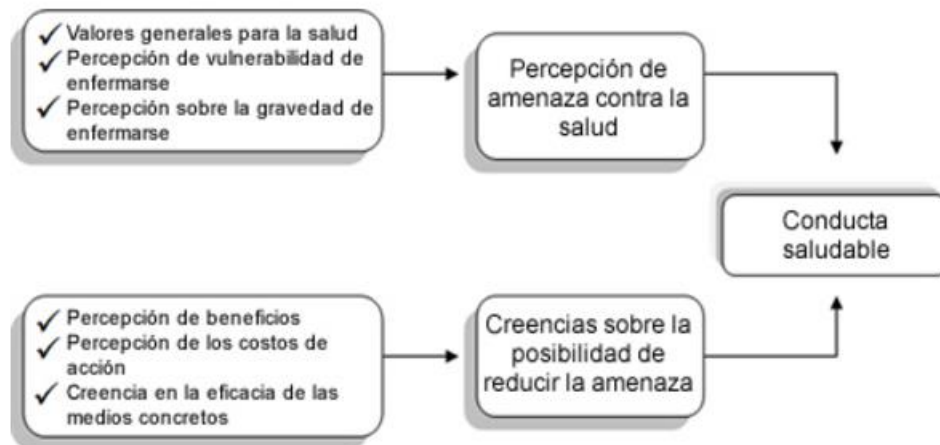 ✓ Valores generales para la salud
✓ Percepción de vulnerabilidad de
enfermarse
✓ Percepción sobre la gravedad de
enfermarse
Percepción de
amenaza contra la
salud
Conducta
saludable
✓ Percepción de beneficios
✓ Percepción de los costos de
acción
✓ Creencia en la eficacia de las
medios concretos
Creencias sobre la
posibilidad de
reducir la amenaza